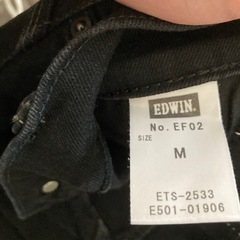 EDWIN.
No. EF02
SIZE
M
ETS-2533
E501-01906